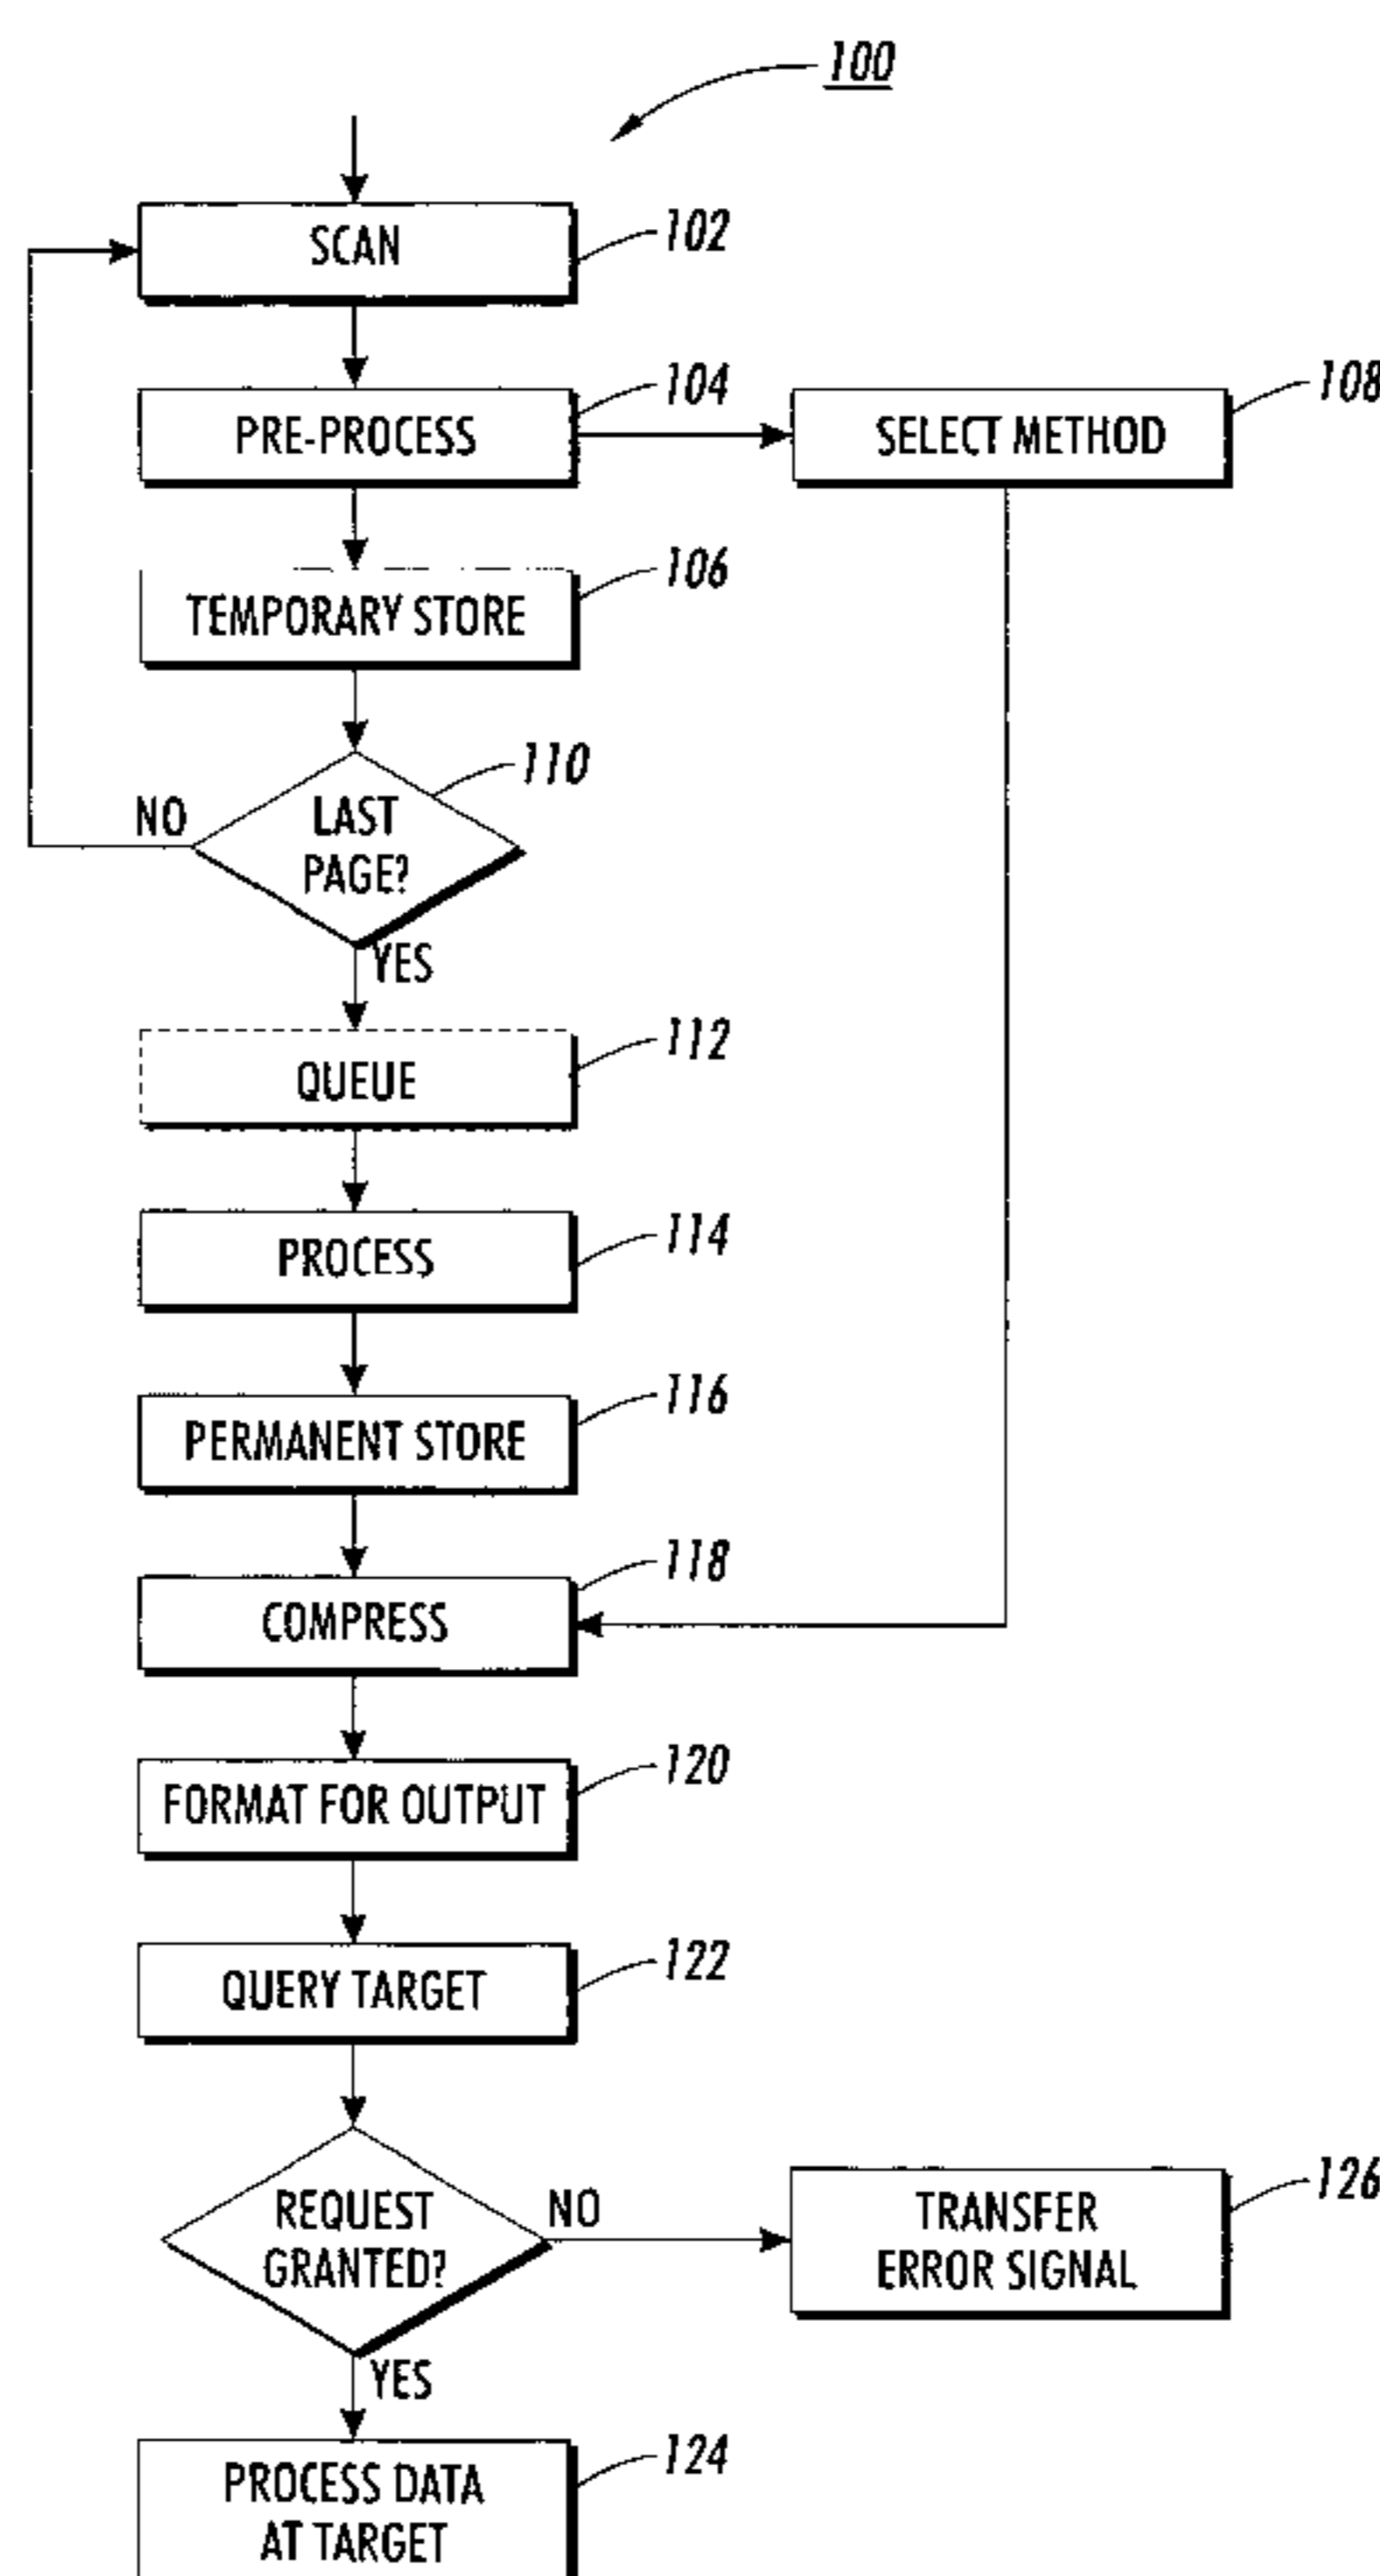 100
SCAN
102
PRE-PROCESS
104
SELECT METHOD
108
TEMPORARY STORE
106
LAST
PAGE?
110
NO
YES
QUEUE
112
PROCESS
114
PERMANENT STORE
116
COMPRESS
118
FORMAT FOR OUTPUT
120
QUERY TARGET
122
REQUEST
GRANTED?
NO
TRANSFER
ERROR SIGNAL
126
YES
PROCESS DATA
AT TARGET
124